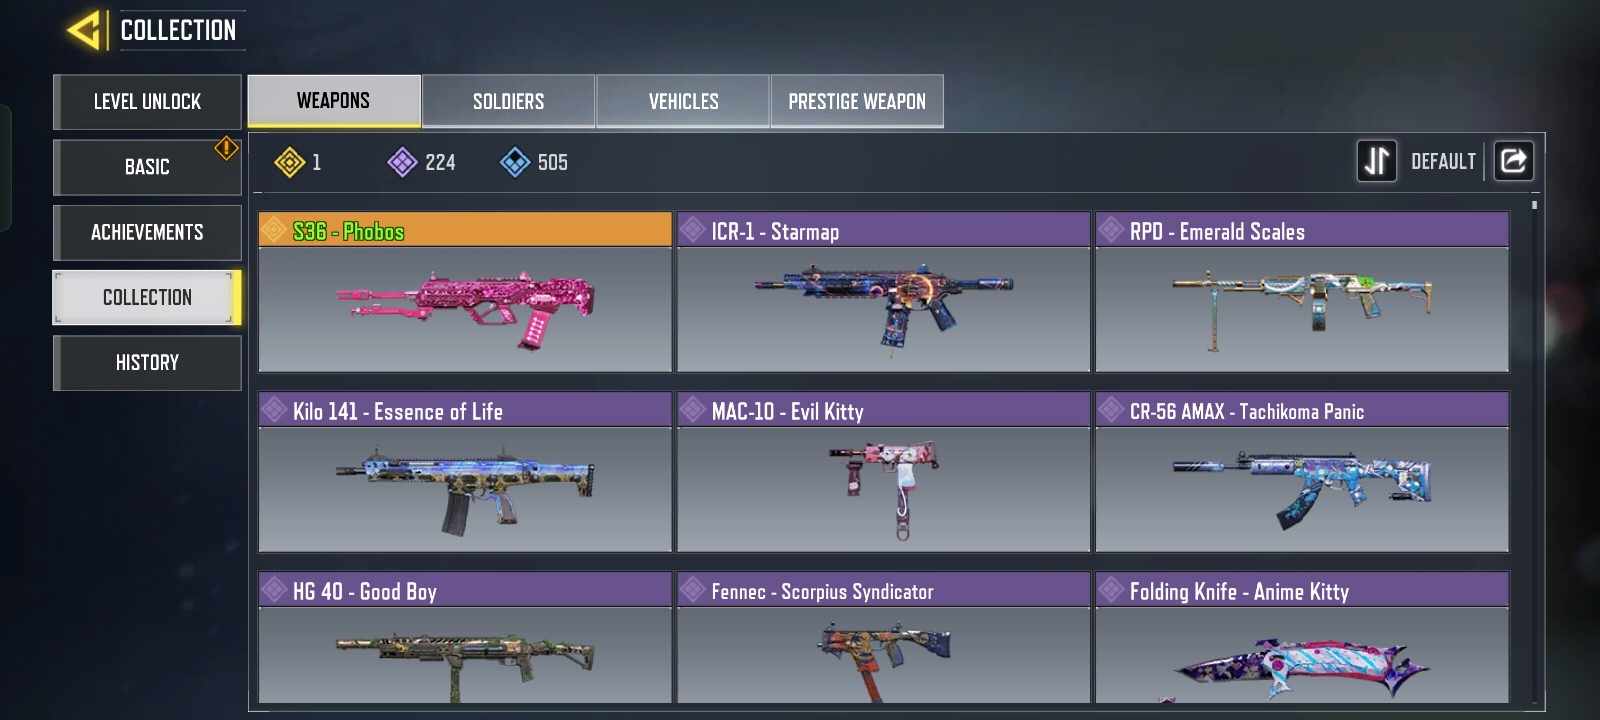 COLLECTION
LEVEL UNLOCK
BASIC
ACHIEVEMENTS
COLLECTION
HISTORY
WEAPONS
SOLDIERS
VEHICLES
PRESTIGE WEAPON
1
224
505
DEFAULT
S36 - Phobos
ICR-1 - Starmap
RPD - Emerald Scales
Kilo 141 - Essence of Life
MAC-10 - Evil Kitty
CR-56 AMAX - Tachikoma Panic
HG 40 - Good Boy
Fennec - Scorpius Syndicator
Folding Knife - Anime Kitty